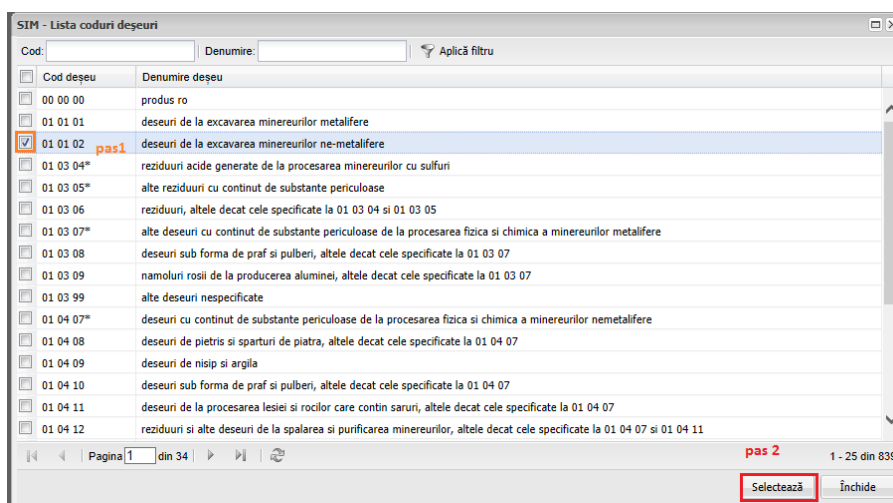 SIM - Lista coduri deșeuri
Cod: Denumire: Aplică filtru
Cod deșeu Denumire deșeu
00 00 00 produs ro
01 01 01 deseuri de la excavarea minereurilor metalifere
01 01 02 pas1 deseuri de la excavarea minereurilor ne-metalifere
01 03 04* reziduuri acide generate de la procesarea minereurilor cu sulfuri
01 03 05* alte reziduuri cu continut de substante periculoase
01 03 06 reziduuri, altele decat cele specificate la 01 03 04 si 01 03 05
01 03 07* alte deseuri cu continut de substante periculoase de la procesarea fizica si chimica a minereurilor metalifere
01 03 08 deseuri sub forma de praf si pulberi, altele decat cele specificate la 01 03 07
01 03 09 namoluri rosii de la producerea aluminei, altele decat cele specificate la 01 03 07
01 03 99 alte deseuri nespecificate
01 04 07* deseuri cu continut de substante periculoase de la procesarea fizica si chimica a minereurilor nemetalifere
01 04 08 deseuri de pietris si sparturi de piatra, altele decat cele specificate la 01 04 07
01 04 09 deseuri de nisip si argila
01 04 10 deseuri sub forma de praf si pulberi, altele decat cele specificate la 01 04 07
01 04 11 deseuri de la procesarea lesiei si rocilor care contin saruri, altele decat cele specificate la 01 04 07
01 04 12 reziduuri si alte deseuri de la spalarea si purificarea minereurilor, altele decat cele specificate la 01 04 07 si 01 04 11
Pagina 1 din 34 pas 2 1 - 25 din 839
Selectează Închide